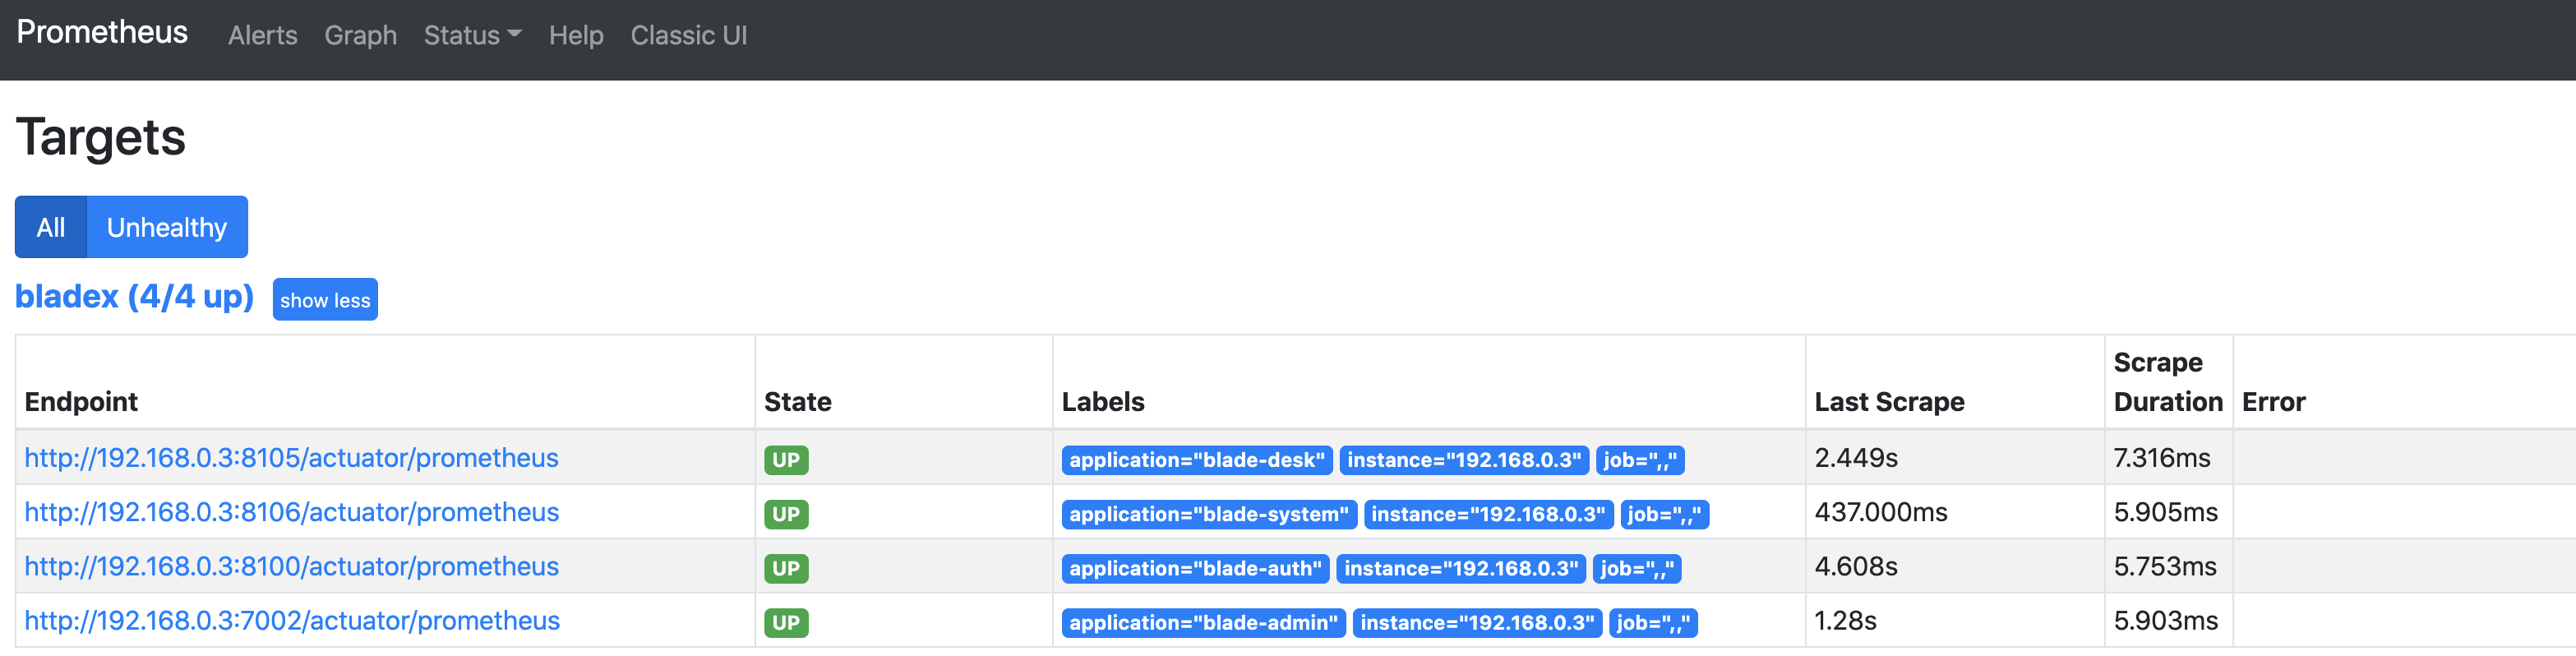 Prometheus Alerts Graph Status Help Classic UI
Targets
All Unhealthy
bladex (4/4 up) show less
Endpoint State Labels Last Scrape Scrape Duration Error
http://192.168.0.3:8105/actuator/prometheus UP application="blade-desk" instance="192.168.0.3" job=",," 2.449s 7.316ms
http://192.168.0.3:8106/actuator/prometheus UP application="blade-system" instance="192.168.0.3" job=",," 437.000ms 5.905ms
http://192.168.0.3:8100/actuator/prometheus UP application="blade-auth" instance="192.168.0.3" job=",," 4.608s 5.753ms
http://192.168.0.3:7002/actuator/prometheus UP application="blade-admin" instance="192.168.0.3" job=",," 1.28s 5.903ms